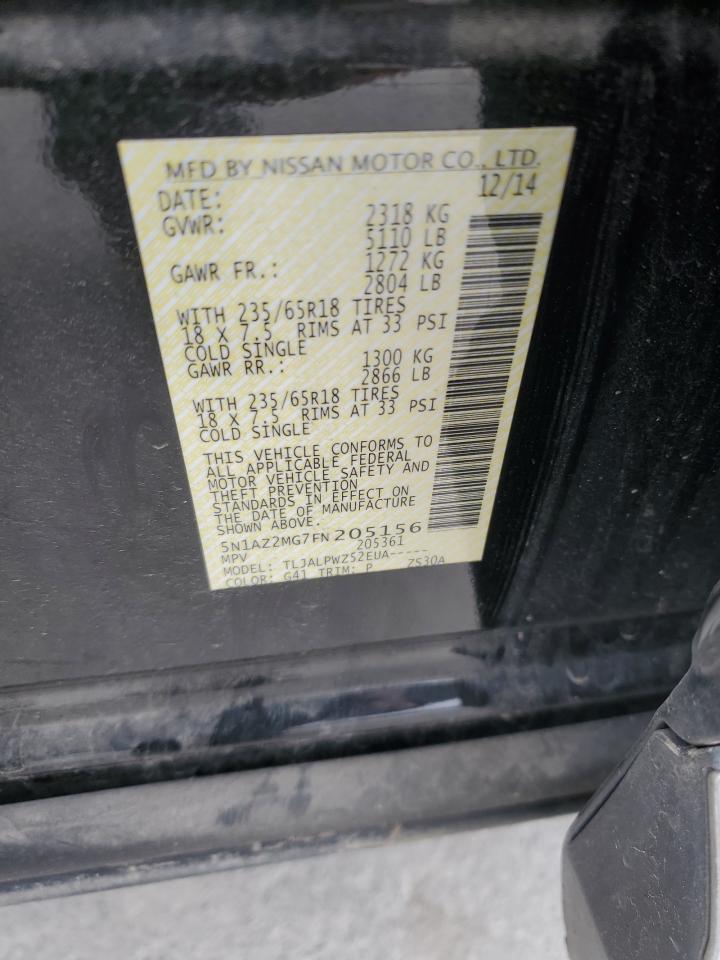 MFD BY NISSAN MOTOR CO., LTD.
DATE: 12/14
GVWR: 2318 KG
5110 LB
GAWR FR.: 1272 KG
2804 LB
WITH 235/65R18 TIRES
18 X 7.5 RIMS AT 33 PSI
COLD SINGLE
GAWR RR.: 1300 KG
2866 LB
WITH 235/65R18 TIRES
18 X 7.5 RIMS AT 33 PSI
COLD SINGLE
THIS VEHICLE CONFORMS TO
ALL APPLICABLE FEDERAL
MOTOR VEHICLE SAFETY AND
THEFT PREVENTION
STANDARDS IN EFFECT ON
THE DATE OF MANUFACTURE
SHOWN ABOVE.
5N1AZ2MG7FN205156
MPV 205361
MODEL: TLJALPWZ52EUA-----
COLOR: G41 TRIM: P Z530A